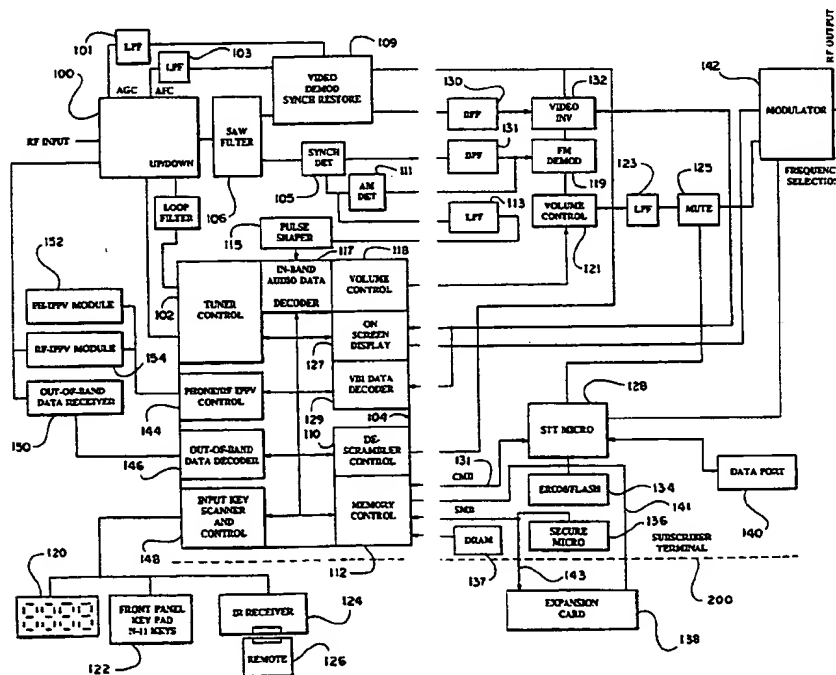 101
LPF
103
LPF
109
100
AGC
AFC
VIDEO
DEMOD
SYNCH RESTORE
130
132
142
RF OUTPUT
RF INPUT
UP/DOWN
SAW
FILTER
BPF
VIDEO
INV
MODULATOR
SYNCH
DET
111
BPF
131
FM
DEMOD
123
125
FREQUENCY
SELECTION
106
105
AM
DET
113
119
LOOP
FILTER
115
PULSE
SHAPER
LPF
VOLUME
CONTROL
LPF
MUTE
117
118
121
152
102
TUNER
CONTROL
IN-BAND
AUDIO DATA
DECODER
VOLUME
CONTROL
PH-IPPV MODULE
ON
SCREEN
DISPLAY
127
RF-IPPV MODULE
154
OUT-OF-BAND
DATA RECEIVER
PHONE/RF IPPV
CONTROL
VBI DATA
DECODER
128
150
144
129
104
110
STT MICRO
146
OUT-OF-BAND
DATA DECODER
DE-
SCRAMBLER
CONTROL
131
CMB
DATA PORT
EROM/FLASH
134
141
140
INPUT KEY
SCANNER
AND
CONTROL
MEMORY
CONTROL
SMB
SECURE
MICRO
136
148
DRAM
SUBSCRIBER
TERMINAL
120
112
137
143
200
8888
FRONT PANEL
KEY PAD
N-11 KEYS
IR RECEIVER
124
EXPANSION
CARD
122
REMOTE
126
138